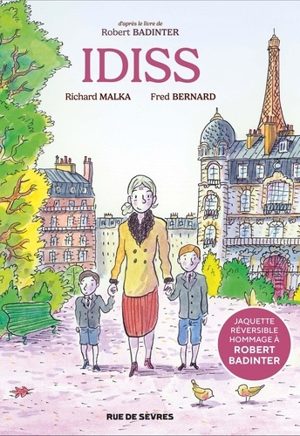 d'après le livre de
Robert BADINTER
IDISS
Richard MALKA Fred BERNARD
JAQUETTE
RÉVERSIBLE
HOMMAGE À
ROBERT
BADINTER
RUE DE SÈVRES